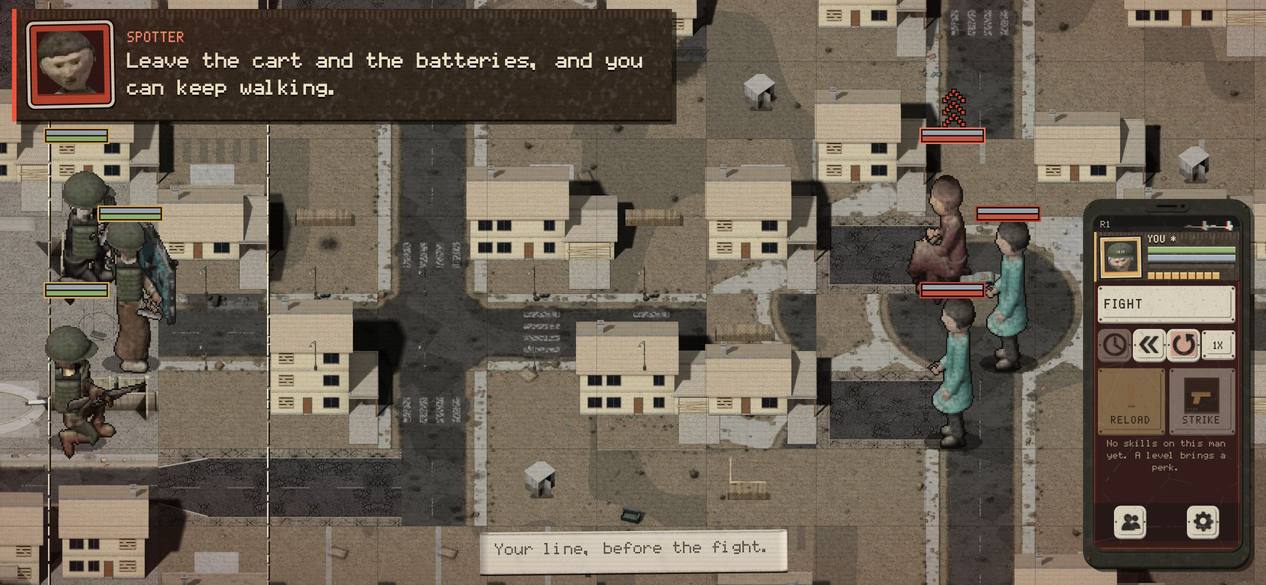 SPOTTER
Leave the cart and the batteries, and you
can keep walking.
R1
YOU *
FIGHT
1X
RELOAD
STRIKE
No skills on this man
yet. A level brings a
perk.
Your line, before the fight.